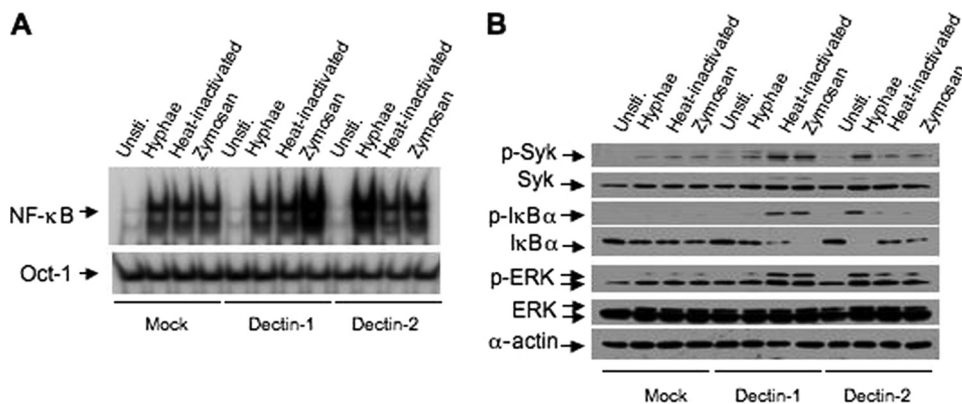 A
Unsti. Hyphae Heat-inactivated Zymosan Unsti. Hyphae Heat-inactivated Zymosan Unsti. Hyphae Heat-inactivated Zymosan
NF-κB
Oct-1
Mock Dectin-1 Dectin-2
B
Unsti. Hyphae Heat-inactivated Zymosan Unsti. Hyphae Heat-inactivated Zymosan Unsti. Hyphae Heat-inactivated Zymosan
p-Syk
Syk
p-IκBα
IκBα
p-ERK
ERK
α-actin
Mock Dectin-1 Dectin-2